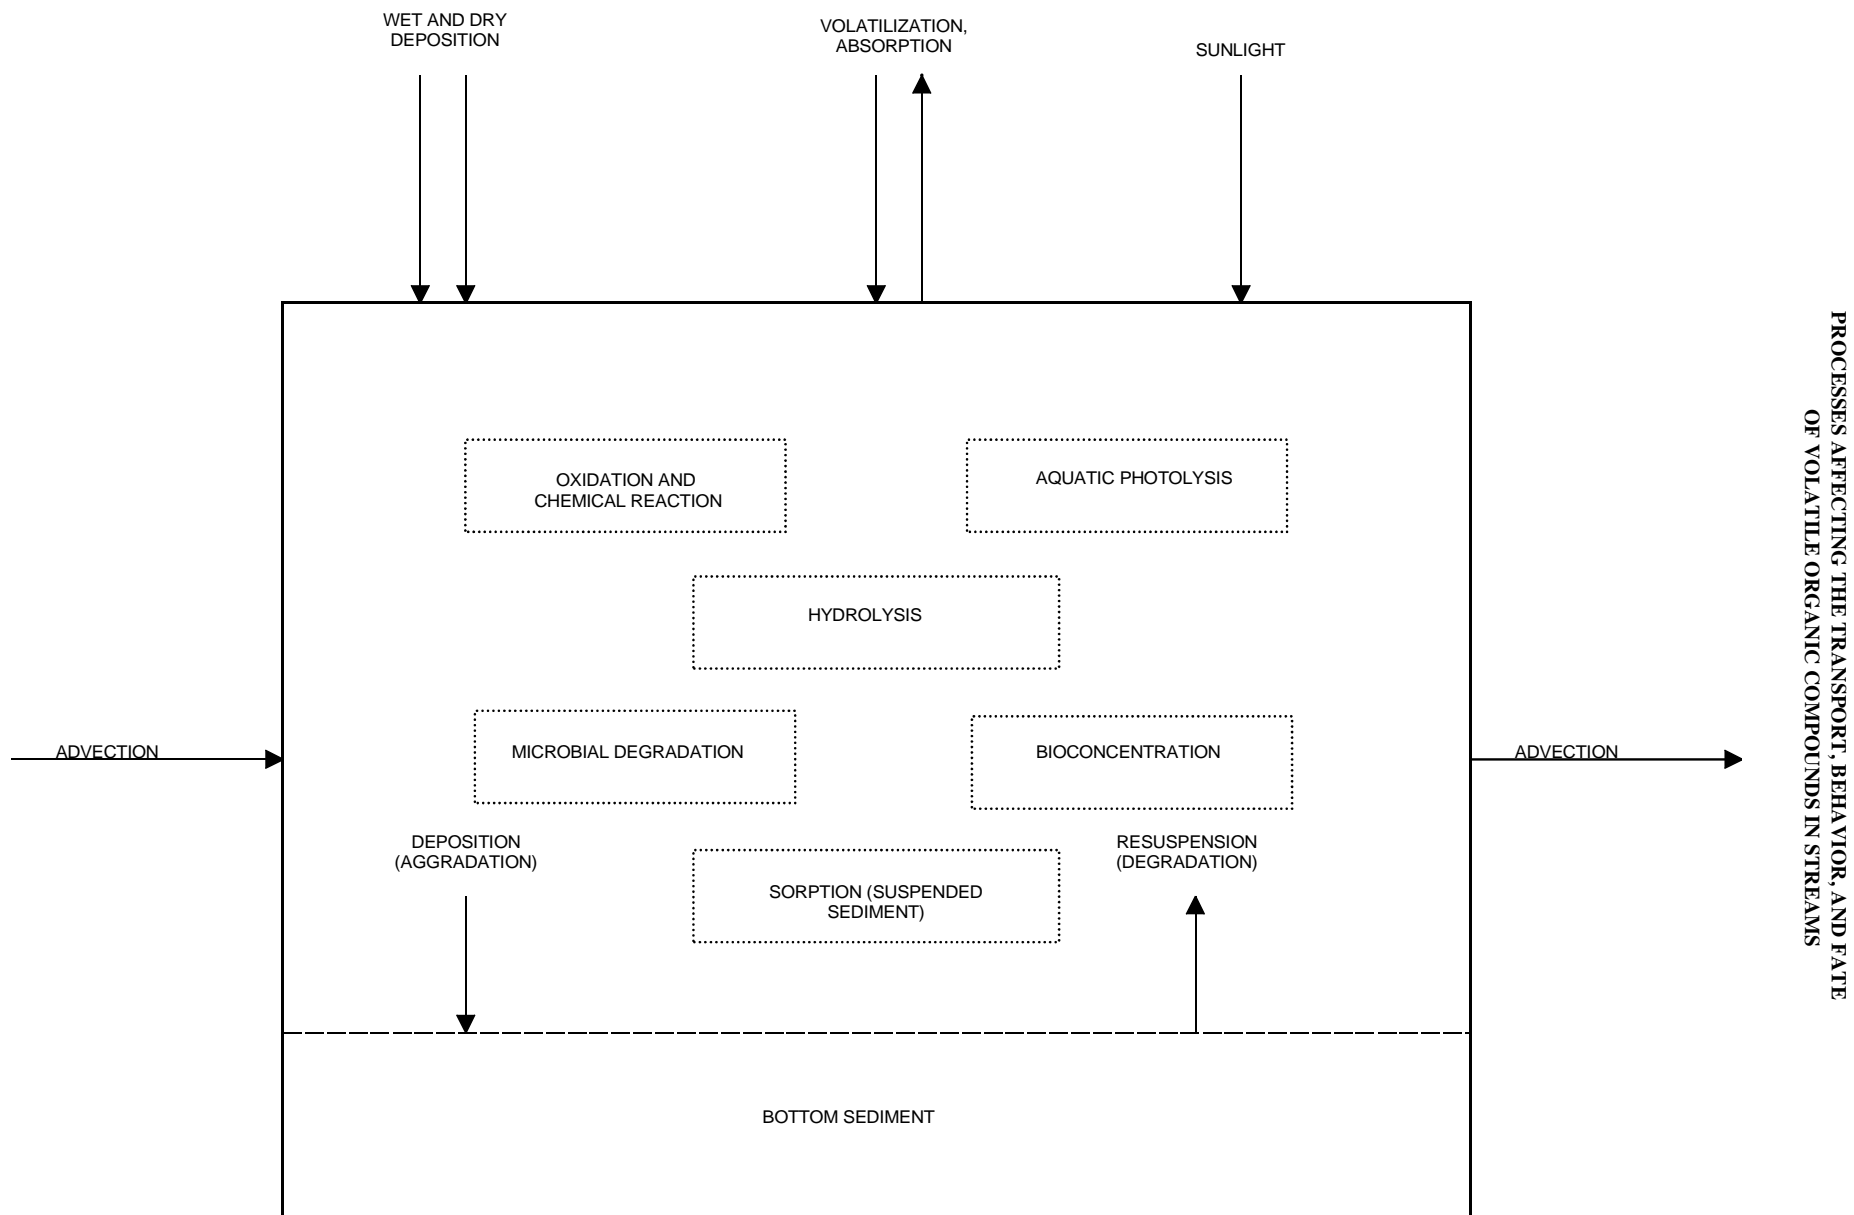 WET AND DRY
DEPOSITION
VOLATILIZATION,
ABSORPTION
SUNLIGHT
OXIDATION AND
CHEMICAL REACTION
AQUATIC PHOTOLYSIS
HYDROLYSIS
ADVECTION
MICROBIAL DEGRADATION
BIOCONCENTRATION
ADVECTION
DEPOSITION
(AGGRADATION)
SORPTION (SUSPENDED
SEDIMENT)
RESUSPENSION
(DEGRADATION)
BOTTOM SEDIMENT
PROCESSES AFFECTING THE TRANSPORT, BEHAVIOR, AND FATE
OF VOLATILE ORGANIC COMPOUNDS IN STREAMS